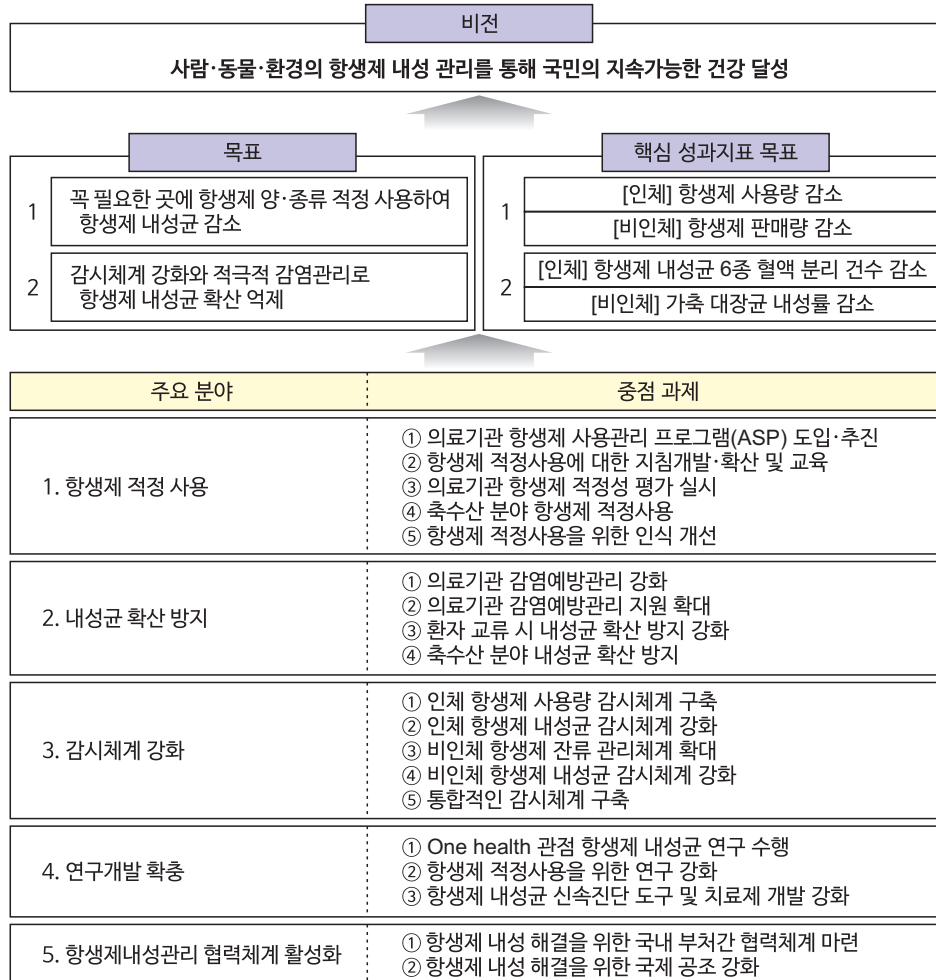 비전
사람·동물·환경의 항생제 내성 관리를 통해 국민의 지속가능한 건강 달성
목표
1
꼭 필요한 곳에 항생제 양·종류 적정 사용하여
항생제 내성균 감소
2
감시체계 강화와 적극적 감염관리로
항생제 내성균 확산 억제
핵심 성과지표 목표
1
[인체] 항생제 사용량 감소
[비인체] 항생제 판매량 감소
2
[인체] 항생제 내성균 6종 혈액 분리 건수 감소
[비인체] 가축 대장균 내성률 감소
주요 분야
중점 과제
1. 항생제 적정 사용
① 의료기관 항생제 사용관리 프로그램(ASP) 도입·추진
② 항생제 적정사용에 대한 지침개발·확산 및 교육
③ 의료기관 항생제 적정성 평가 실시
④ 축수산 분야 항생제 적정사용
⑤ 항생제 적정사용을 위한 인식 개선
2. 내성균 확산 방지
① 의료기관 감염예방관리 강화
② 의료기관 감염예방관리 지원 확대
③ 환자 교류 시 내성균 확산 방지 강화
④ 축수산 분야 내성균 확산 방지
3. 감시체계 강화
① 인체 항생제 사용량 감시체계 구축
② 인체 항생제 내성균 감시체계 강화
③ 비인체 항생제 잔류 관리체계 확대
④ 비인체 항생제 내성균 감시체계 강화
⑤ 통합적인 감시체계 구축
4. 연구개발 확충
① One health 관점 항생제 내성균 연구 수행
② 항생제 적정사용을 위한 연구 강화
③ 항생제 내성균 신속진단 도구 및 치료제 개발 강화
5. 항생제내성관리 협력체계 활성화
① 항생제 내성 해결을 위한 국내 부처간 협력체계 마련
② 항생제 내성 해결을 위한 국제 공조 강화